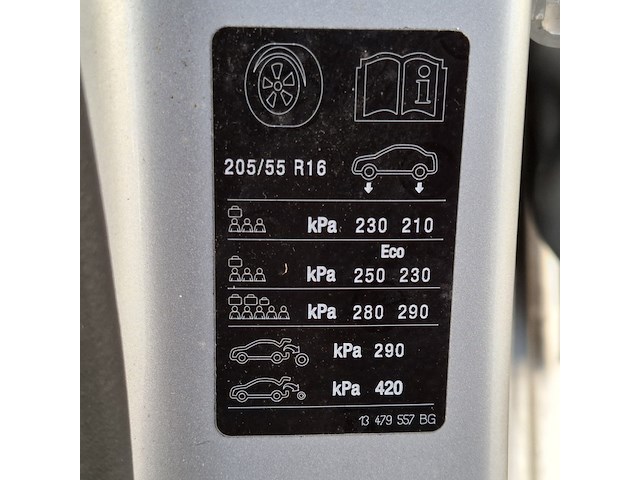 205/55 R16
kPa 230 210
Eco
kPa 250 230
kPa 280 290
kPa 290
kPa 420
13 479 557 BG